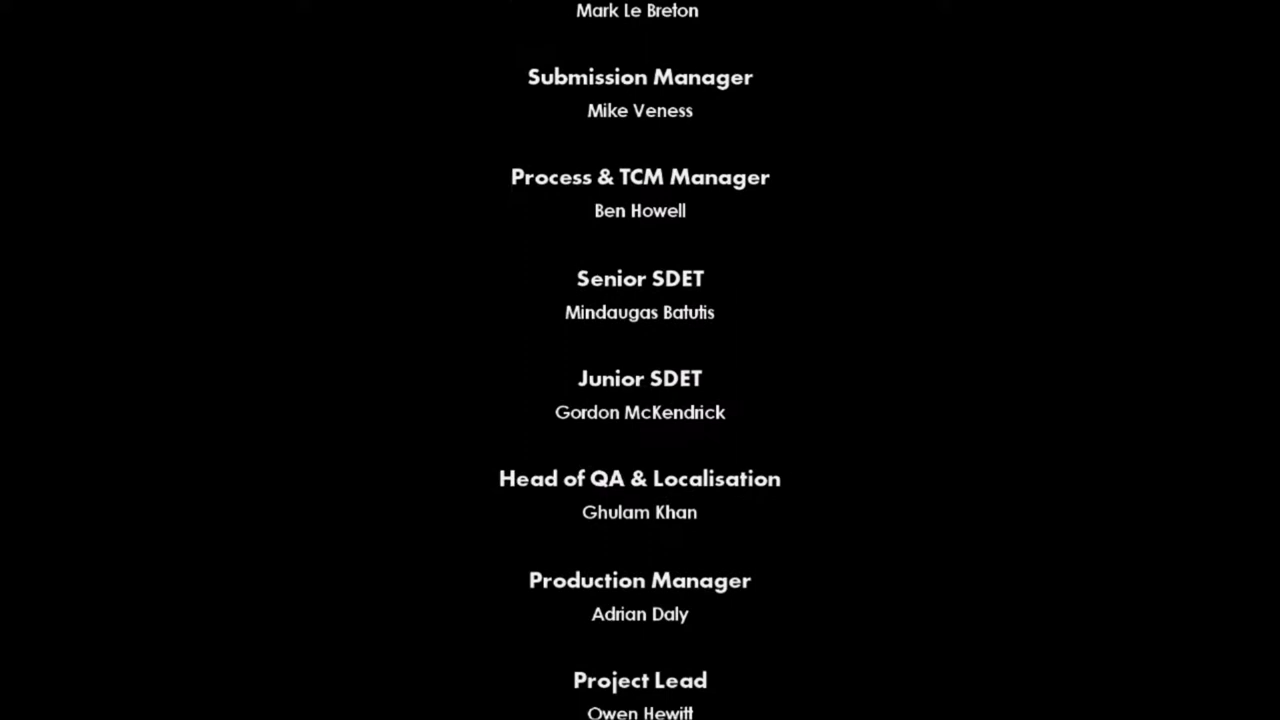 Mark Le Breton
Submission Manager
Mike Veness
Process & TCM Manager
Ben Howell
Senior SDET
Mindaugas Batutis
Junior SDET
Gordon McKendrick
Head of QA & Localisation
Ghulam Khan
Production Manager
Adrian Daly
Project Lead
Owen Hewitt